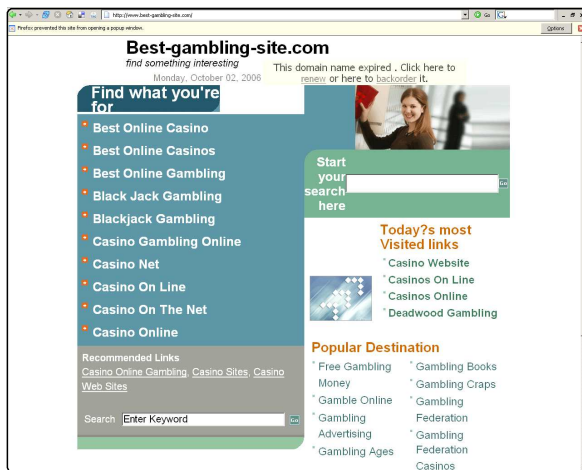 http://www.best-gambling-site.com/
Go
G
Firefox prevented this site from opening a popup window.
Options
Best-gambling-site.com
find something interesting
Monday, October 02, 2006
This domain name expired . Click here to
renew or here to backorder it.
Find what you're
for
Best Online Casino
Best Online Casinos
Best Online Gambling
Black Jack Gambling
Blackjack Gambling
Casino Gambling Online
Casino Net
Casino On Line
Casino On The Net
Casino Online
Recommended Links
Casino Online Gambling, Casino Sites, Casino
Web Sites
Search
Enter Keyword
Go
Start
your
search
here
Go
Today?s most
Visited links
Casino Website
Casinos On Line
Casinos Online
Deadwood Gambling
Popular Destination
Free Gambling
Money
Gamble Online
Gambling
Advertising
Gambling Ages
Gambling Books
Gambling Craps
Gambling
Federation
Gambling
Federation
Casinos